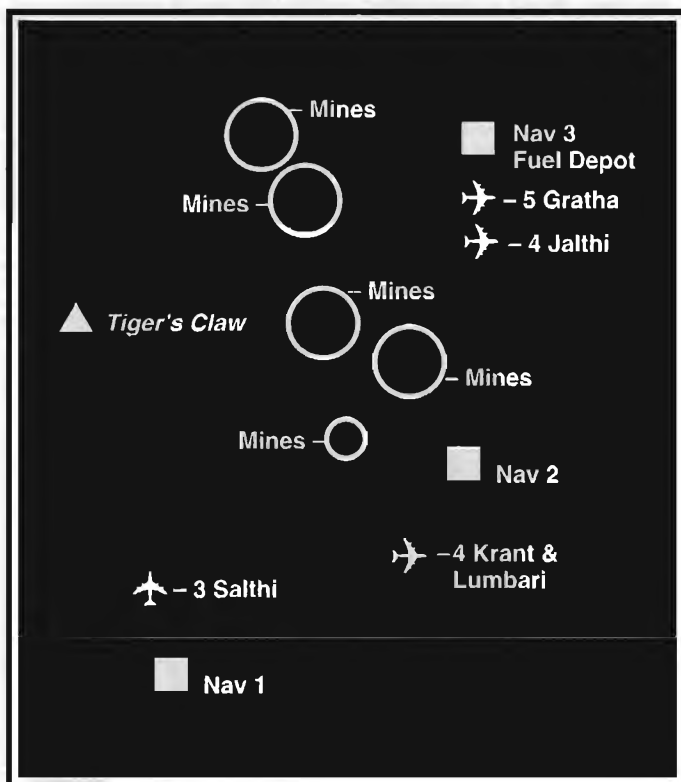 Mines
Nav 3
Fuel Depot
Mines
– 5 Gratha
– 4 Jalthi
Mines
Tiger's Claw
Mines
Mines
Nav 2
–4 Krant &
Lumbari
– 3 Salthi
Nav 1